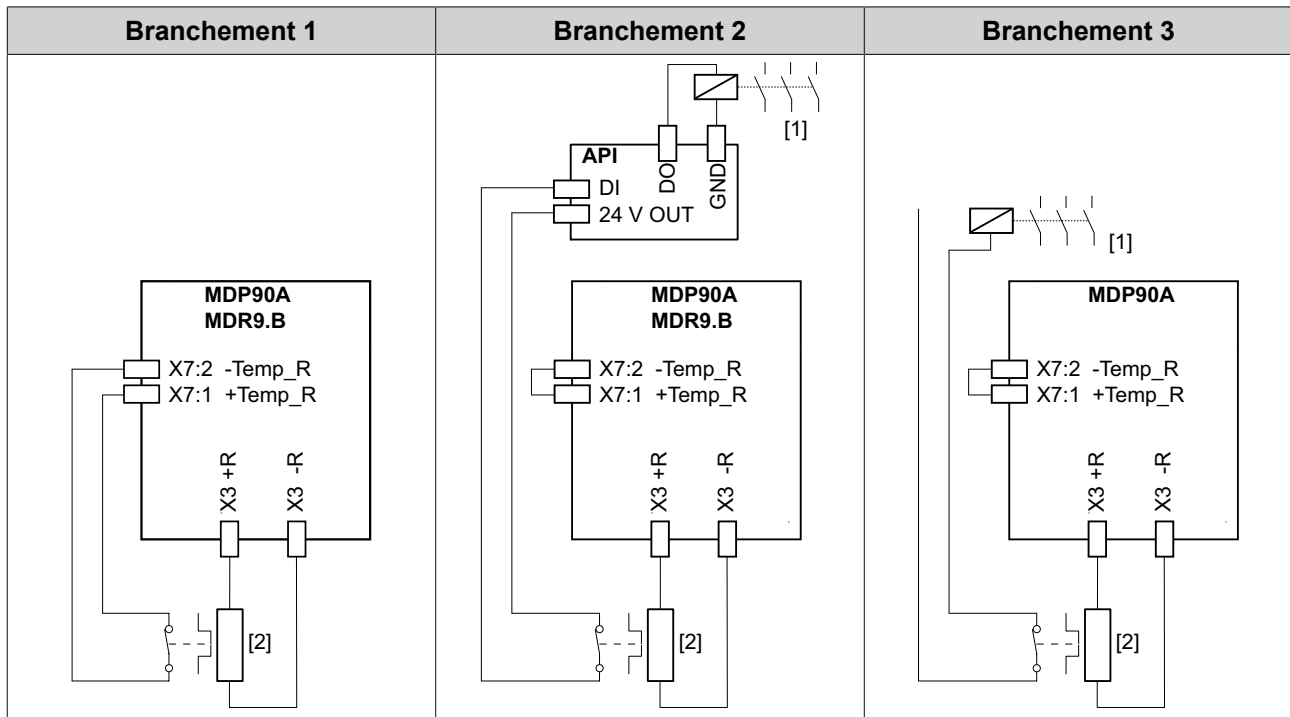 Branchement 1
Branchement 2
Branchement 3
MDP90A
MDR9.B
X7:2 -Temp_R
X7:1 +Temp_R
X3 +R
X3 -R
[2]
[1]
API
DO
GND
DI
24 V OUT
MDP90A
MDR9.B
X7:2 -Temp_R
X7:1 +Temp_R
X3 +R
X3 -R
[2]
[1]
MDP90A
X7:2 -Temp_R
X7:1 +Temp_R
X3 +R
X3 -R
[2]